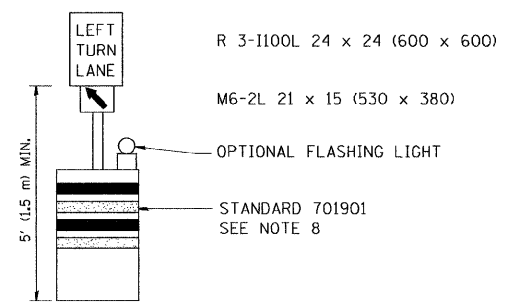 LEFT
TURN
LANE
R 3-I100L 24 x 24 (600 x 600)
M6-2L 21 x 15 (530 x 380)
OPTIONAL FLASHING LIGHT
STANDARD 701901
SEE NOTE 8
5' (1.5 m) MIN.